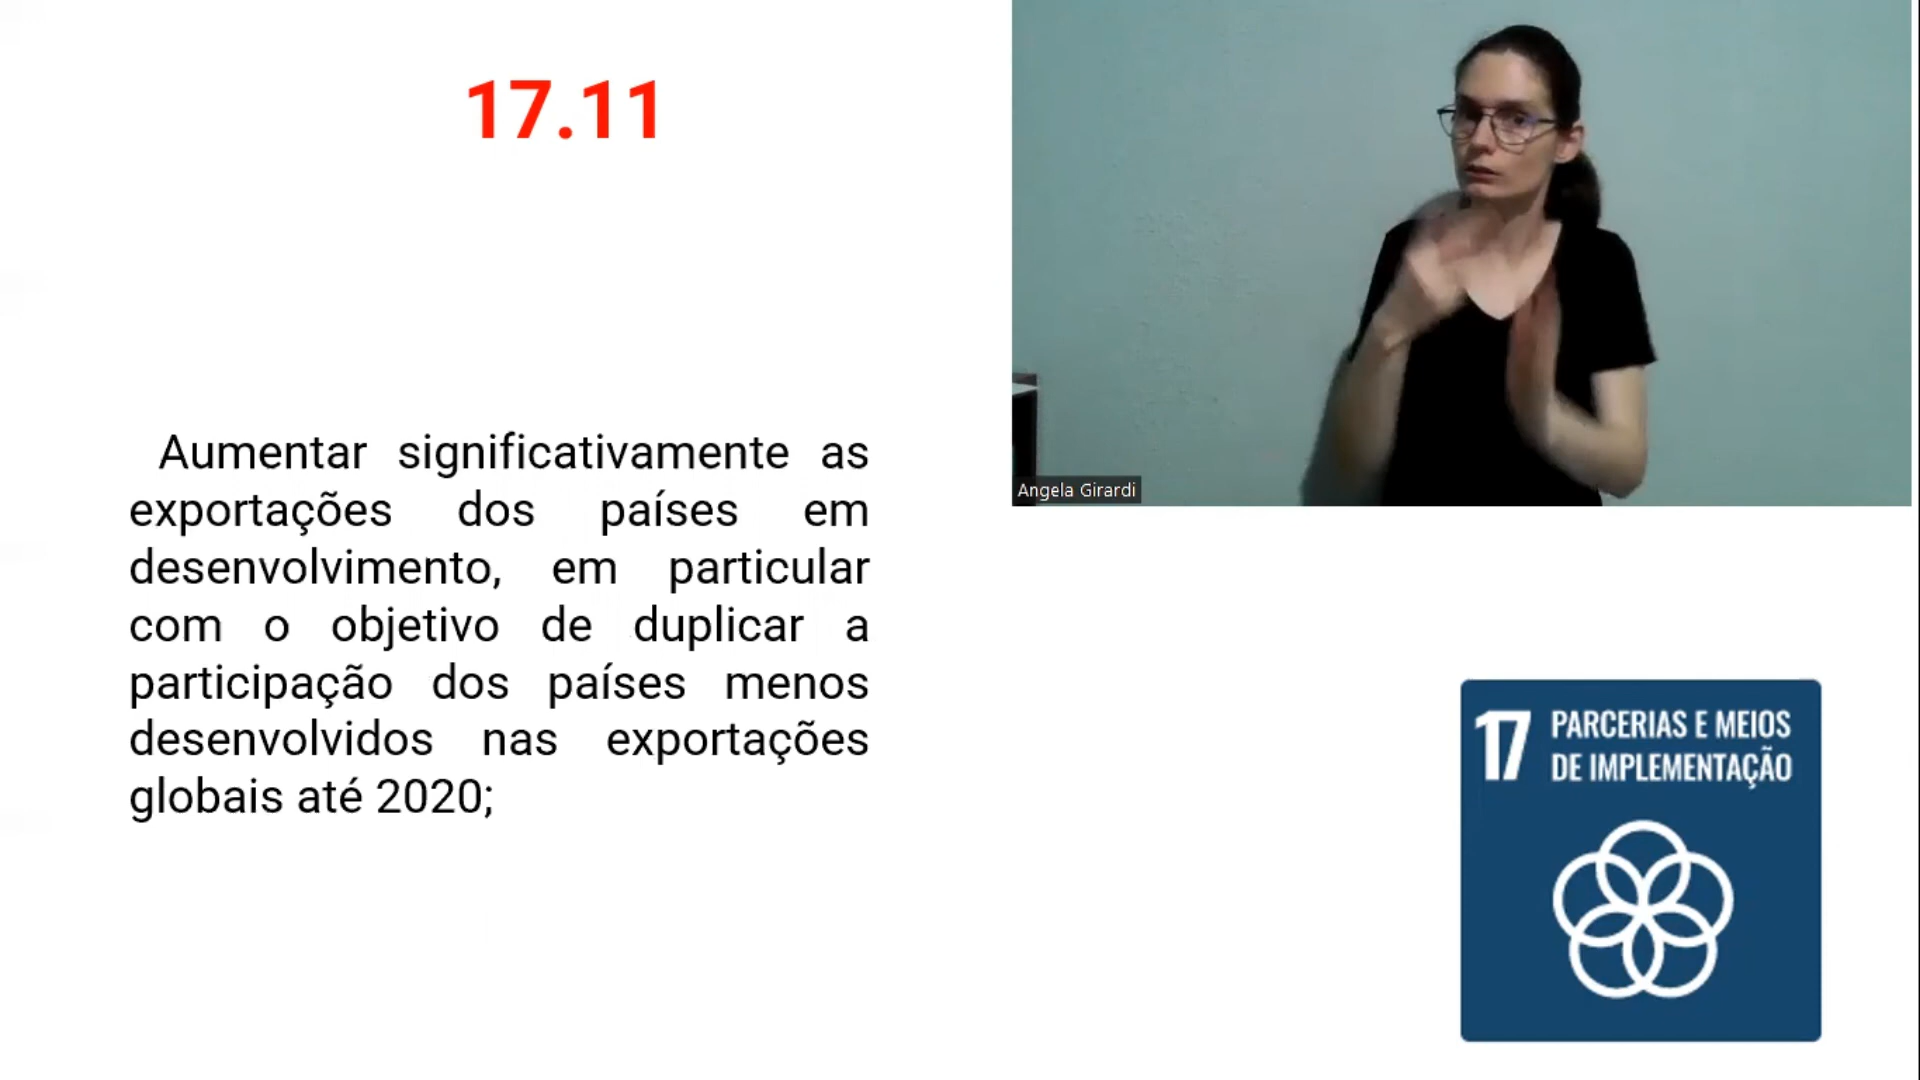 17.11
Aumentar significativamente as
exportações dos países em
desenvolvimento, em particular
com o objetivo de duplicar a
participação dos países menos
desenvolvidos nas exportações
globais até 2020;
Angela Girardi
17 PARCERIAS E MEIOS
DE IMPLEMENTAÇÃO